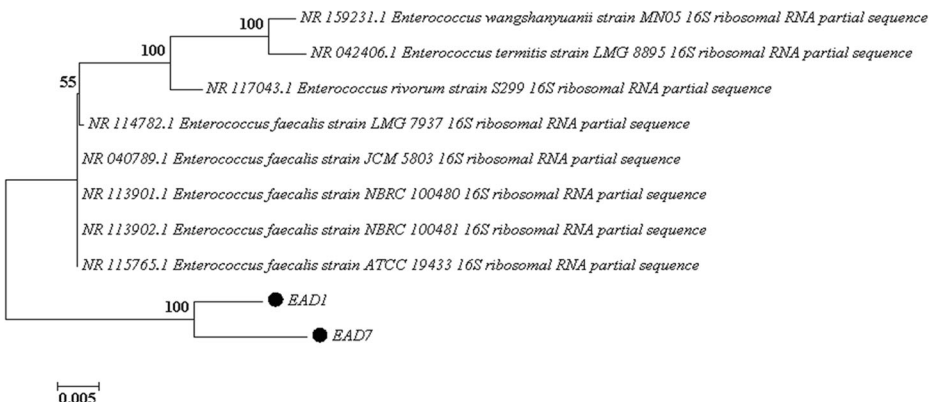 100 NR 159231.1 Enterococcus wangshanyuanii strain MN05 16S ribosomal RNA partial sequence
100 NR 042406.1 Enterococcus termitis strain LMG 8895 16S ribosomal RNA partial sequence
55 NR 117043.1 Enterococcus rivorum strain S299 16S ribosomal RNA partial sequence
NR 114782.1 Enterococcus faecalis strain LMG 7937 16S ribosomal RNA partial sequence
NR 040789.1 Enterococcus faecalis strain JCM 5803 16S ribosomal RNA partial sequence
NR 113901.1 Enterococcus faecalis strain NBRC 100480 16S ribosomal RNA partial sequence
NR 113902.1 Enterococcus faecalis strain NBRC 100481 16S ribosomal RNA partial sequence
NR 115765.1 Enterococcus faecalis strain ATCC 19433 16S ribosomal RNA partial sequence
100 EAD1
EAD7
0.005